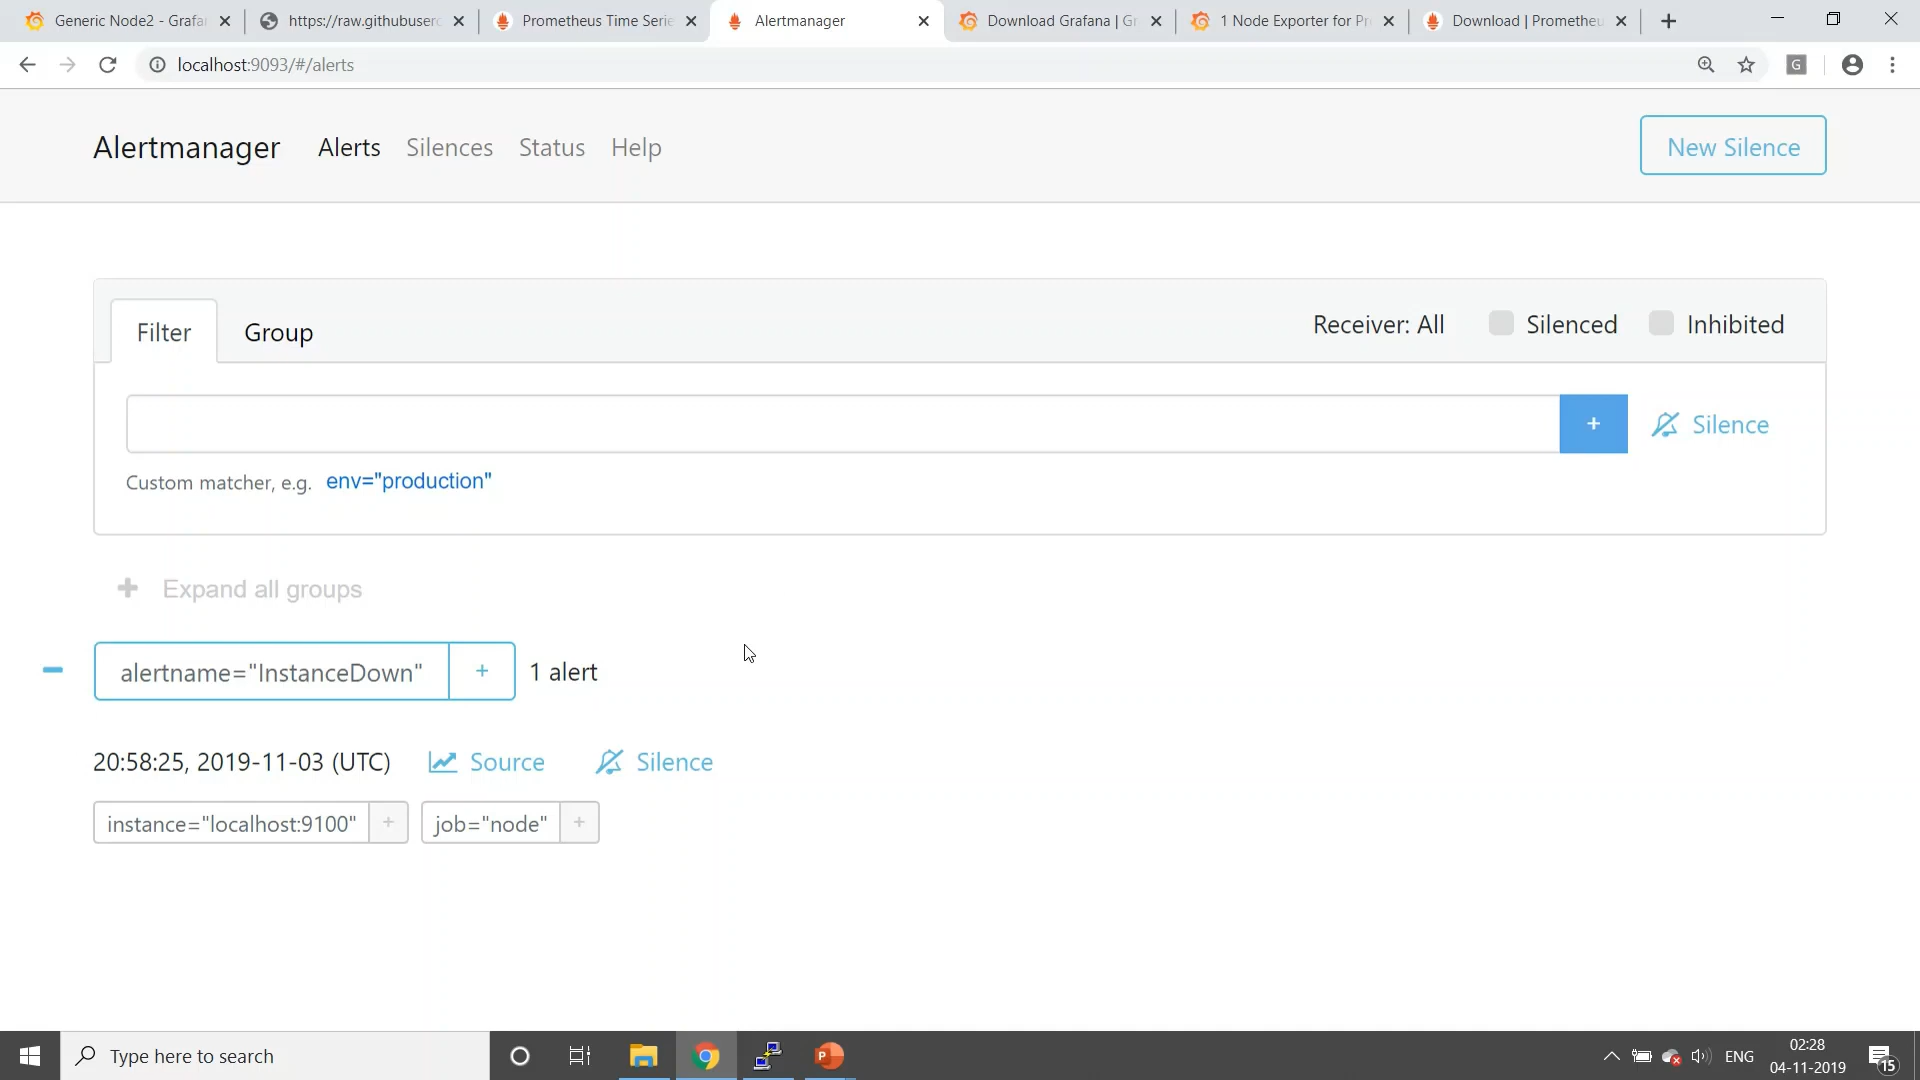 Generic Node2 - Grafa
https://raw.githubuserc
Prometheus Time Serie
Alertmanager
Download Grafana | Gr
1 Node Exporter for Pr
Download | Prometheu
localhost:9093/#/alerts
G
Alertmanager Alerts Silences Status Help New Silence
Filter Group Receiver: All Silenced Inhibited
+ Silence
Custom matcher, e.g. env="production"
+ Expand all groups
alertname="InstanceDown" + 1 alert
20:58:25, 2019-11-03 (UTC) Source Silence
instance="localhost:9100" + job="node" +
Type here to search
P
ENG
02:28
04-11-2019
15